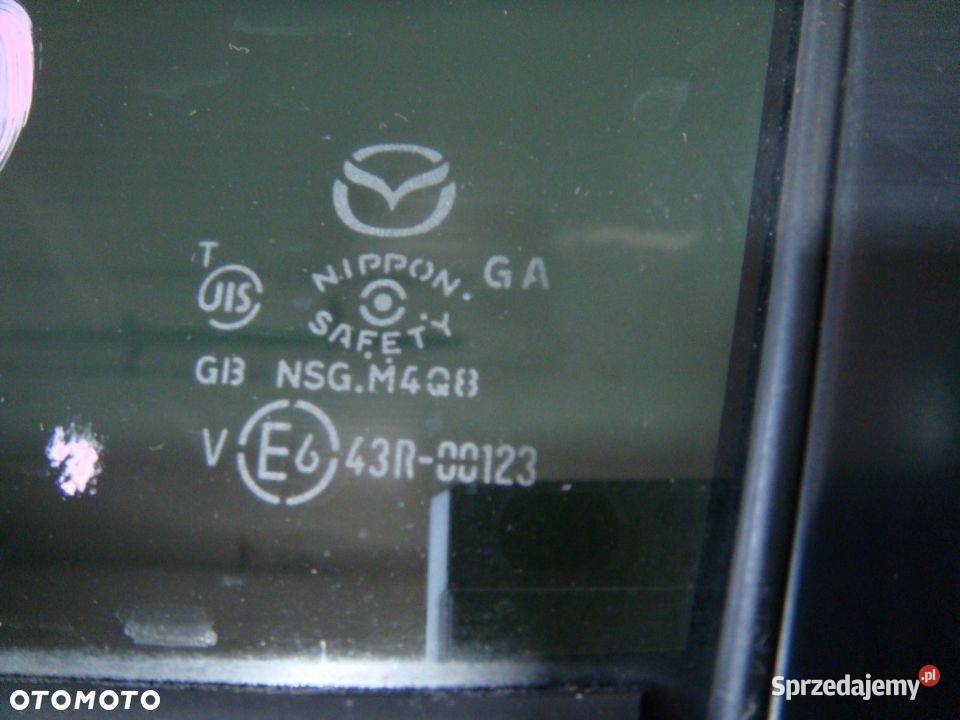 T
JIS
NIPPON. GA
SAFETY
GB NSG.M4Q8
V E6 43R-00123
OTOMOTO
Sprzedajemy.pl